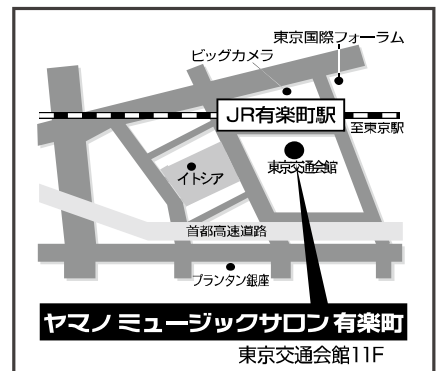 東京国際フォーラム
ビッグカメラ
JR有楽町駅
至東京駅
東京交通会館
イトシア
首都高速道路
プランタン銀座
ヤマノ ミュージックサロン 有楽町
東京交通会館11F